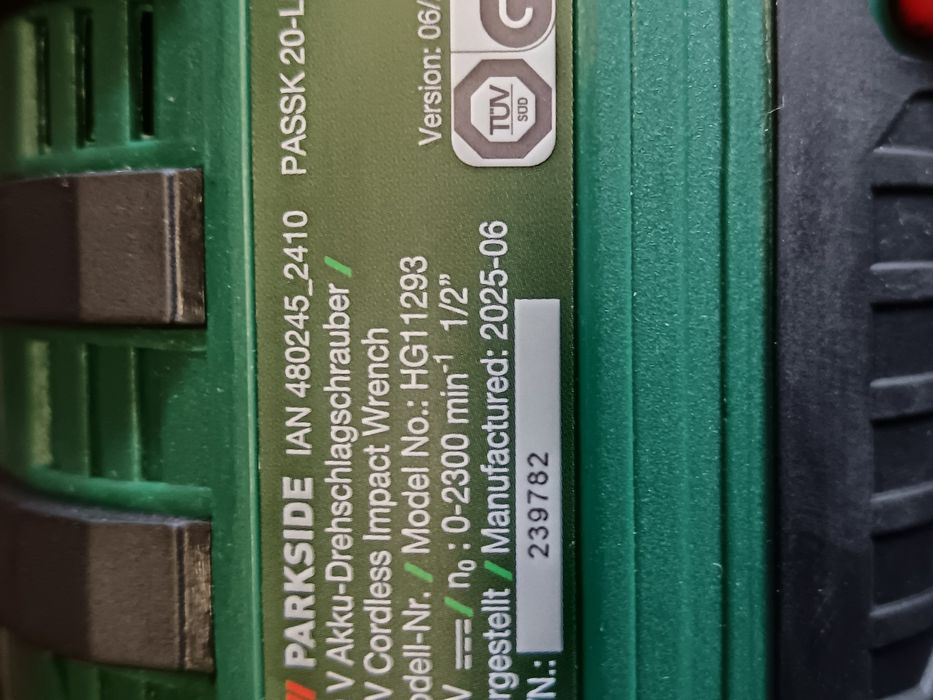 PARKSIDE IAN 480245_2410 PASSK 20-L
V Akku-Drehschlagschrauber /
V Cordless Impact Wrench
odell-Nr. / Model No.: HG11293
V ⎓ / n₀ : 0-2300 min⁻¹ 1/2”
rgestellt / Manufactured: 2025-06
N.: 239782
Version: 06/
TÜV
SÜD